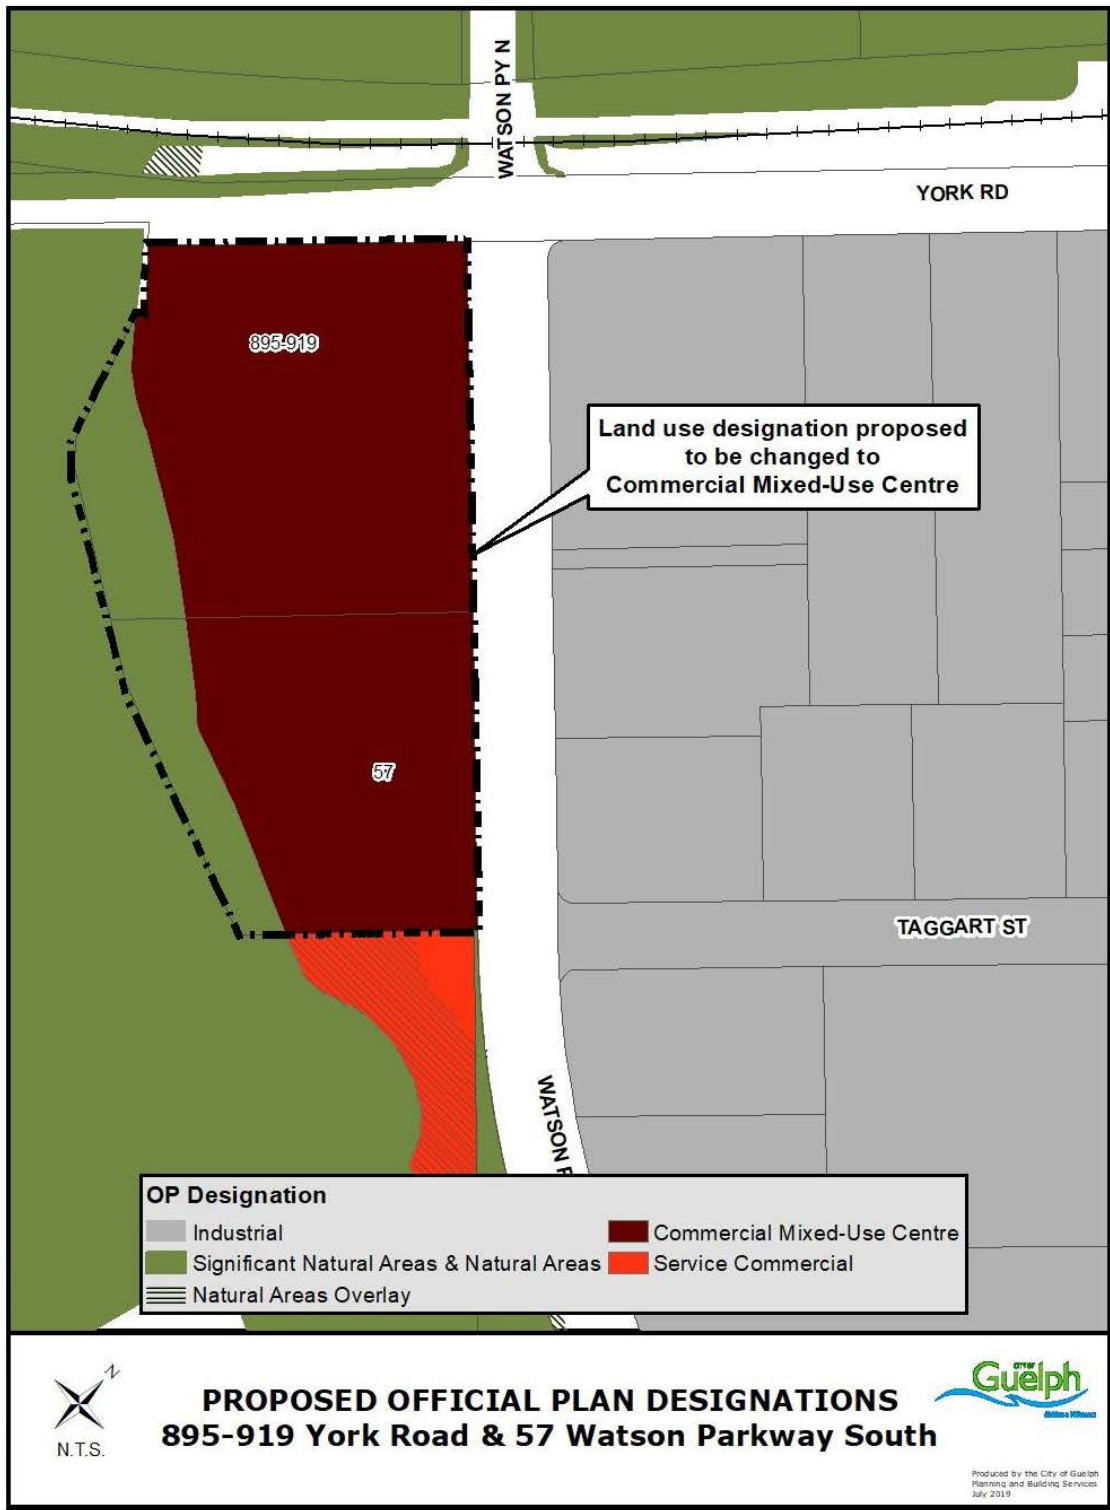 WATSON PY N
YORK RD
895-919
Land use designation proposed
to be changed to
Commercial Mixed-Use Centre
57
TAGGART ST
WATSON
OP Designation
Industrial
Commercial Mixed-Use Centre
Significant Natural Areas & Natural Areas
Service Commercial
Natural Areas Overlay
N
N.T.S.
PROPOSED OFFICIAL PLAN DESIGNATIONS
895-919 York Road & 57 Watson Parkway South
CITY OF
Guelph
Produced by the City of Guelph
Planning and Building Services
July 2019